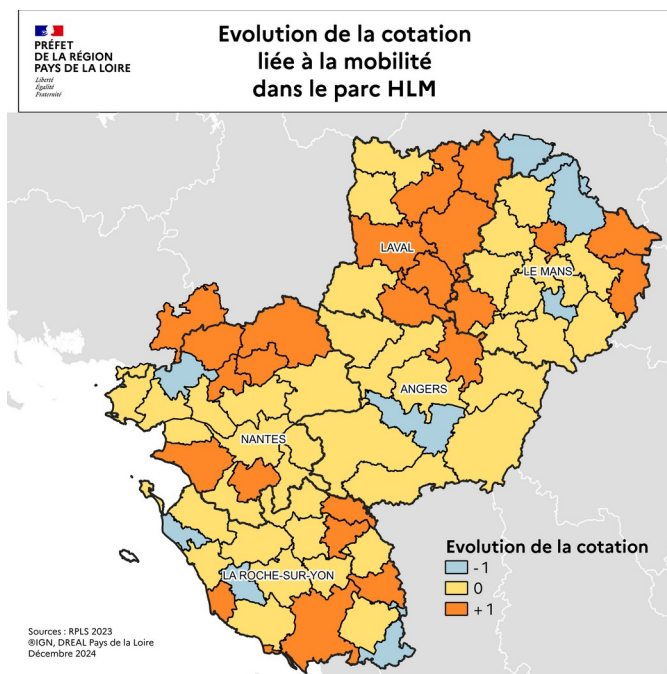 PRÉFET
DE LA RÉGION
PAYS DE LA LOIRE
Liberté
Égalité
Fraternité
Evolution de la cotation
liée à la mobilité
dans le parc HLM
LAVAL
LE MANS
ANGERS
NANTES
LA ROCHE-SUR-YON
Evolution de la cotation
-1
0
+1
Sources : RPLS 2023
®IGN, DREAL Pays de la Loire
Décembre 2024